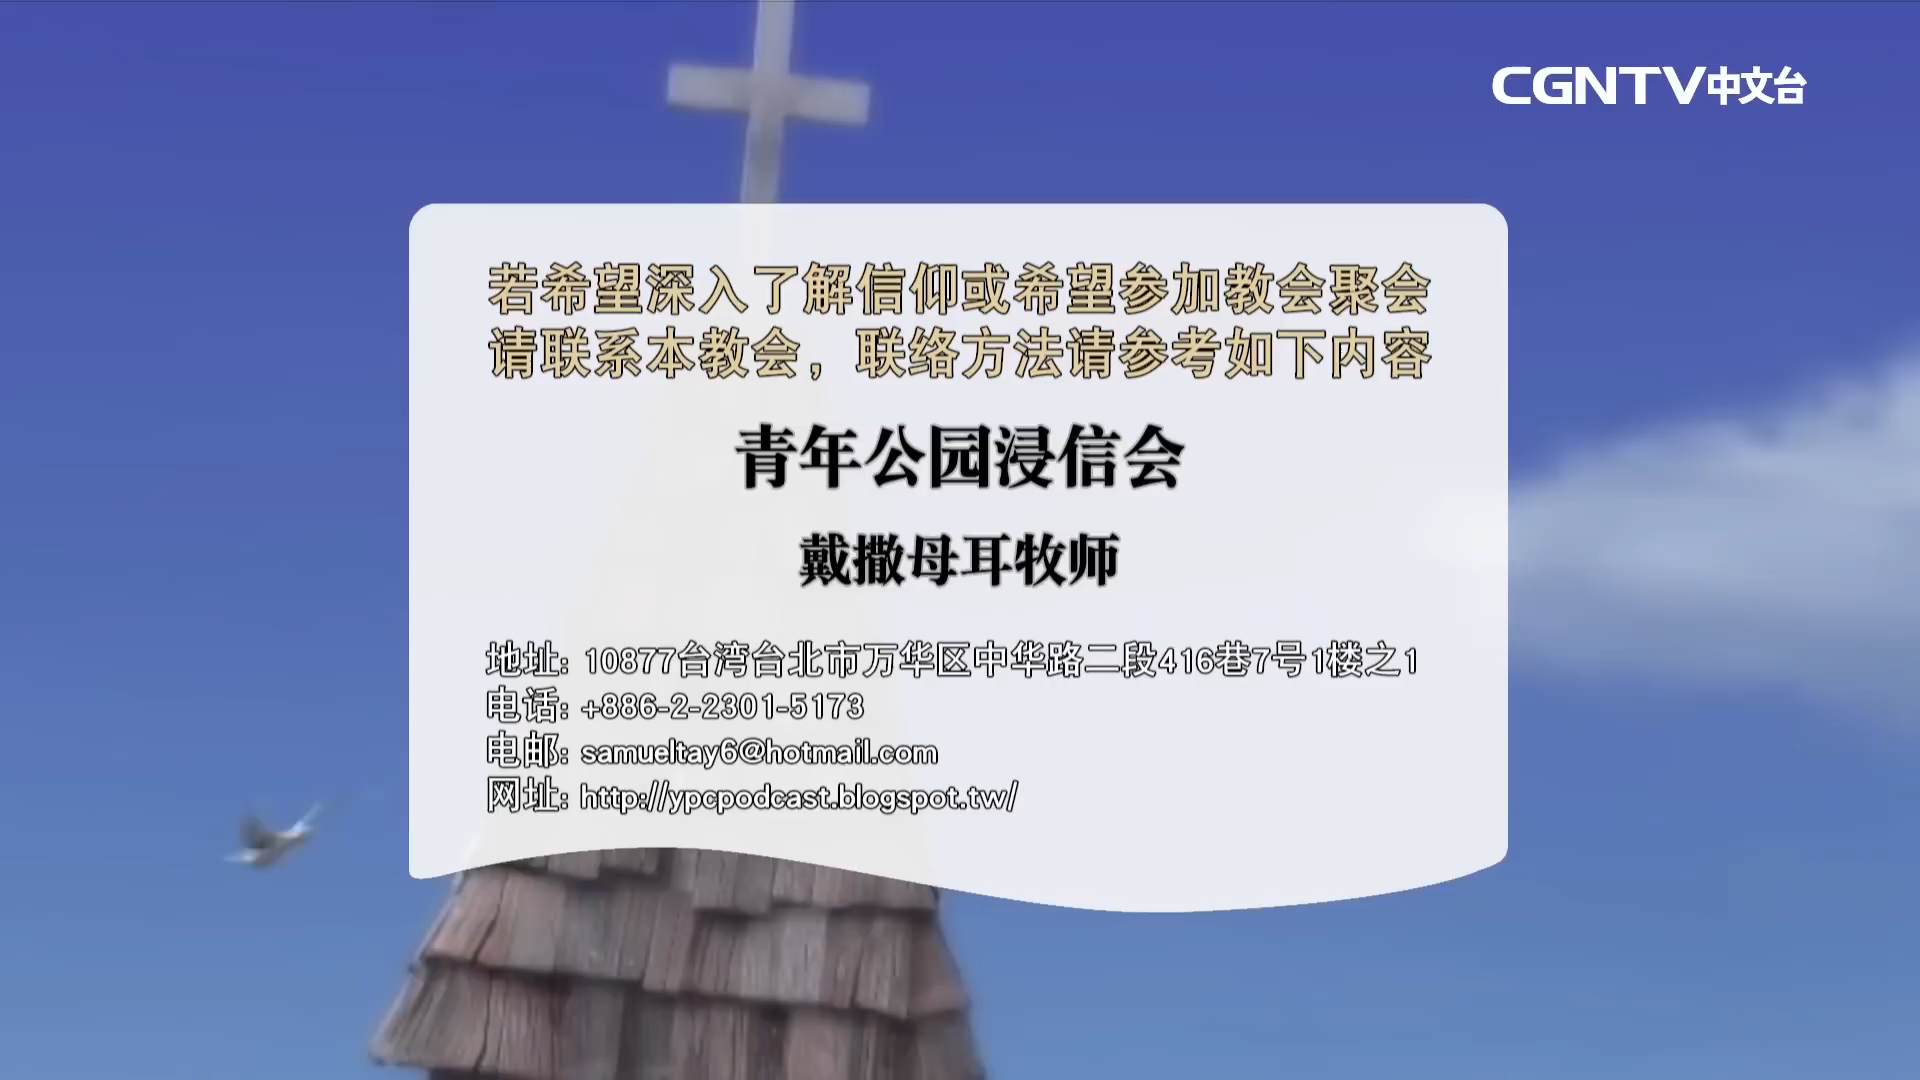 CGNTV中文台
若希望深入了解信仰或希望参加教会聚会
请联系本教会，联络方法请参考如下内容
青年公园浸信会
戴撒母耳牧师
地址: 10877台湾台北市万华区中华路二段416巷7号1楼之1
电话: +886-2-2301-5173
电邮: samueltay6@hotmail.com
网址: http://ypcpodcast.blogspot.tw/